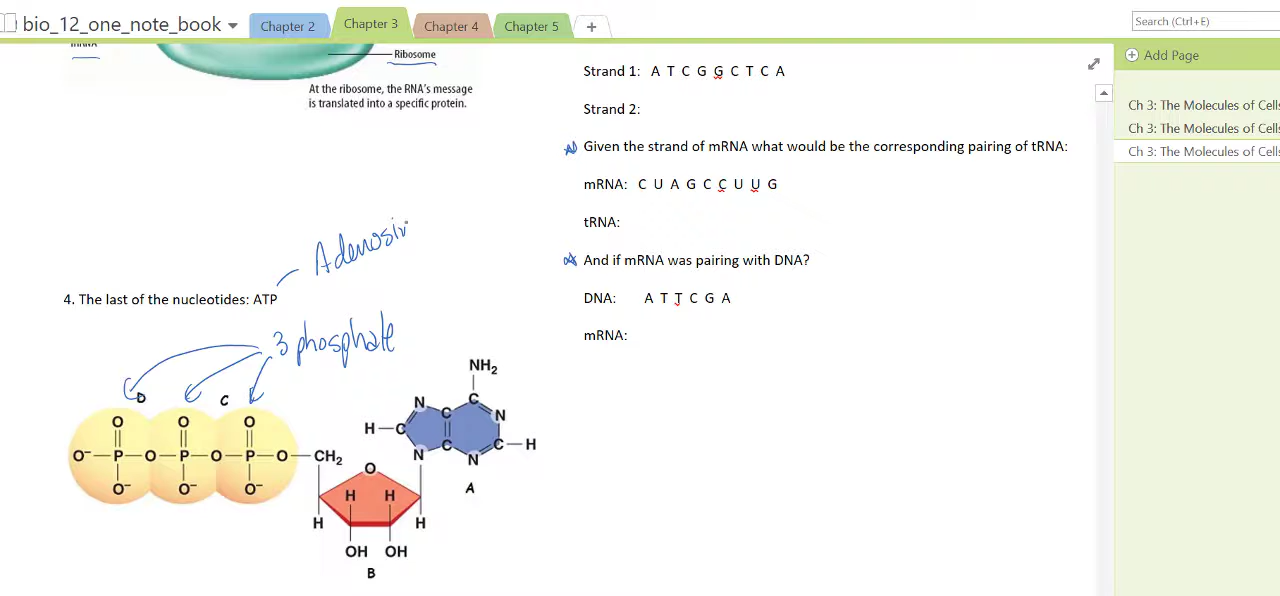 bio_12_one_note_book
Chapter 2
Chapter 3
Chapter 4
Chapter 5
+
Search (Ctrl+E)
Add Page
Ch 3: The Molecules of Cells
Ch 3: The Molecules of Cells
Ch 3: The Molecules of Cells
mRNA
Ribosome
At the ribosome, the RNA's message
is translated into a specific protein.
Adenosi
4. The last of the nucleotides: ATP
3 phosphate
D
C
NH2
N
C
N
H
C
C
C
C
H
N
N
A
O
O
O
O- P O P O P O CH2
O-
O-
O-
O
H
H
H
H
OH
OH
B
Strand 1: A T C G G C T C A
Strand 2:
Given the strand of mRNA what would be the corresponding pairing of tRNA:
mRNA: C U A G C C U U G
tRNA:
And if mRNA was pairing with DNA?
DNA: A T T C G A
mRNA: